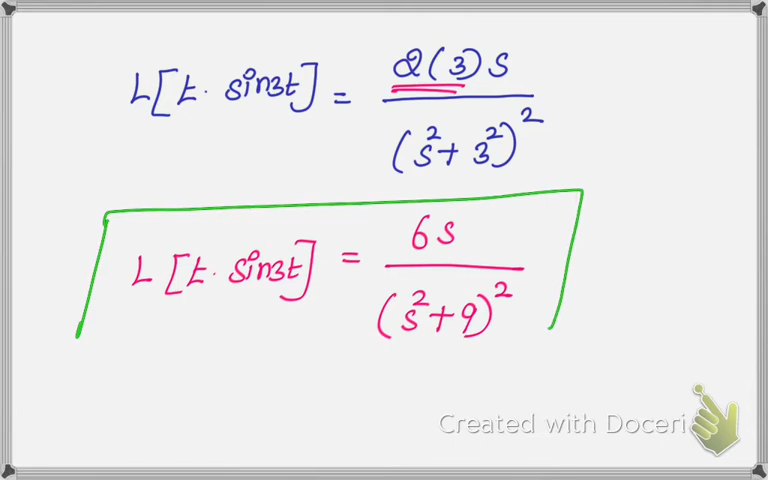 L[t. sin3t] = 2(3)s / (s² + 3²)²
L[t. sin3t] = 6s / (s² + 9)²
Created with Doceri